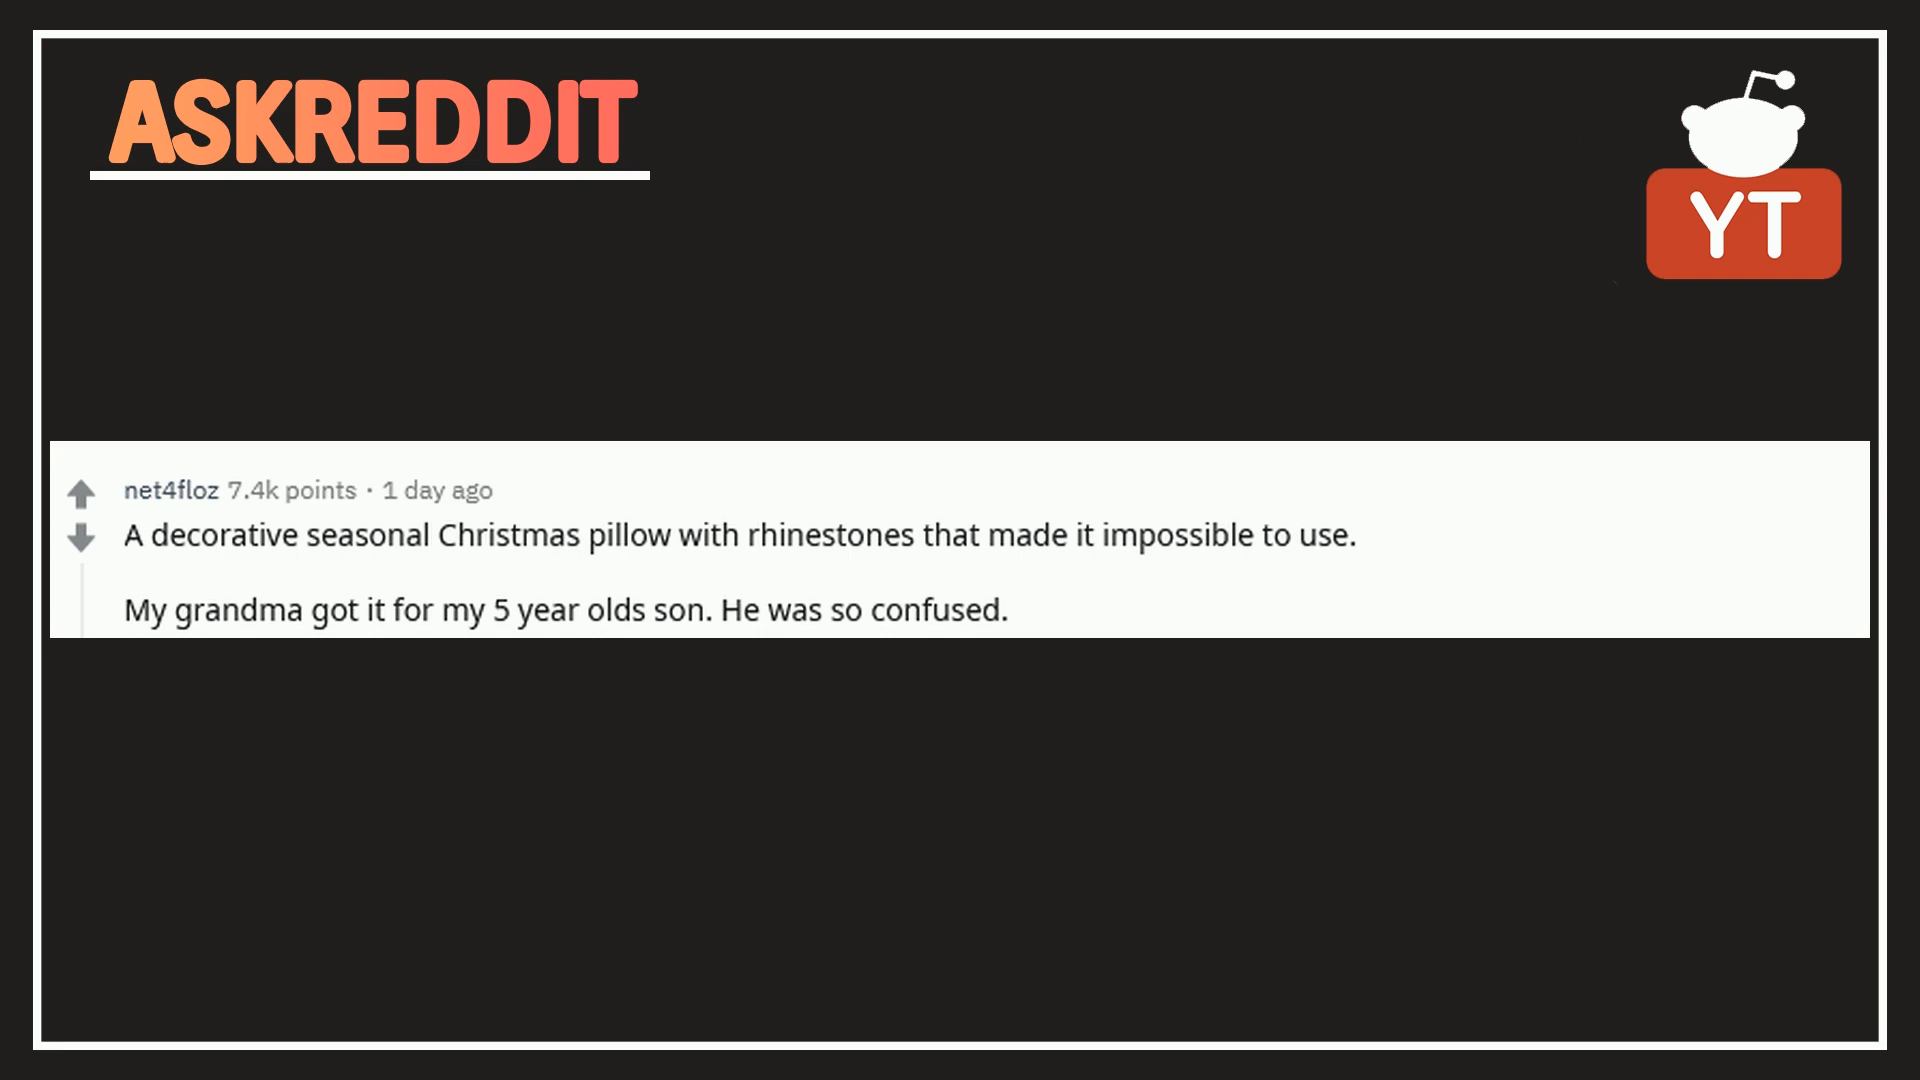 ASKREDDIT
YT
net4floz 7.4k points · 1 day ago
A decorative seasonal Christmas pillow with rhinestones that made it impossible to use.
My grandma got it for my 5 year olds son. He was so confused.